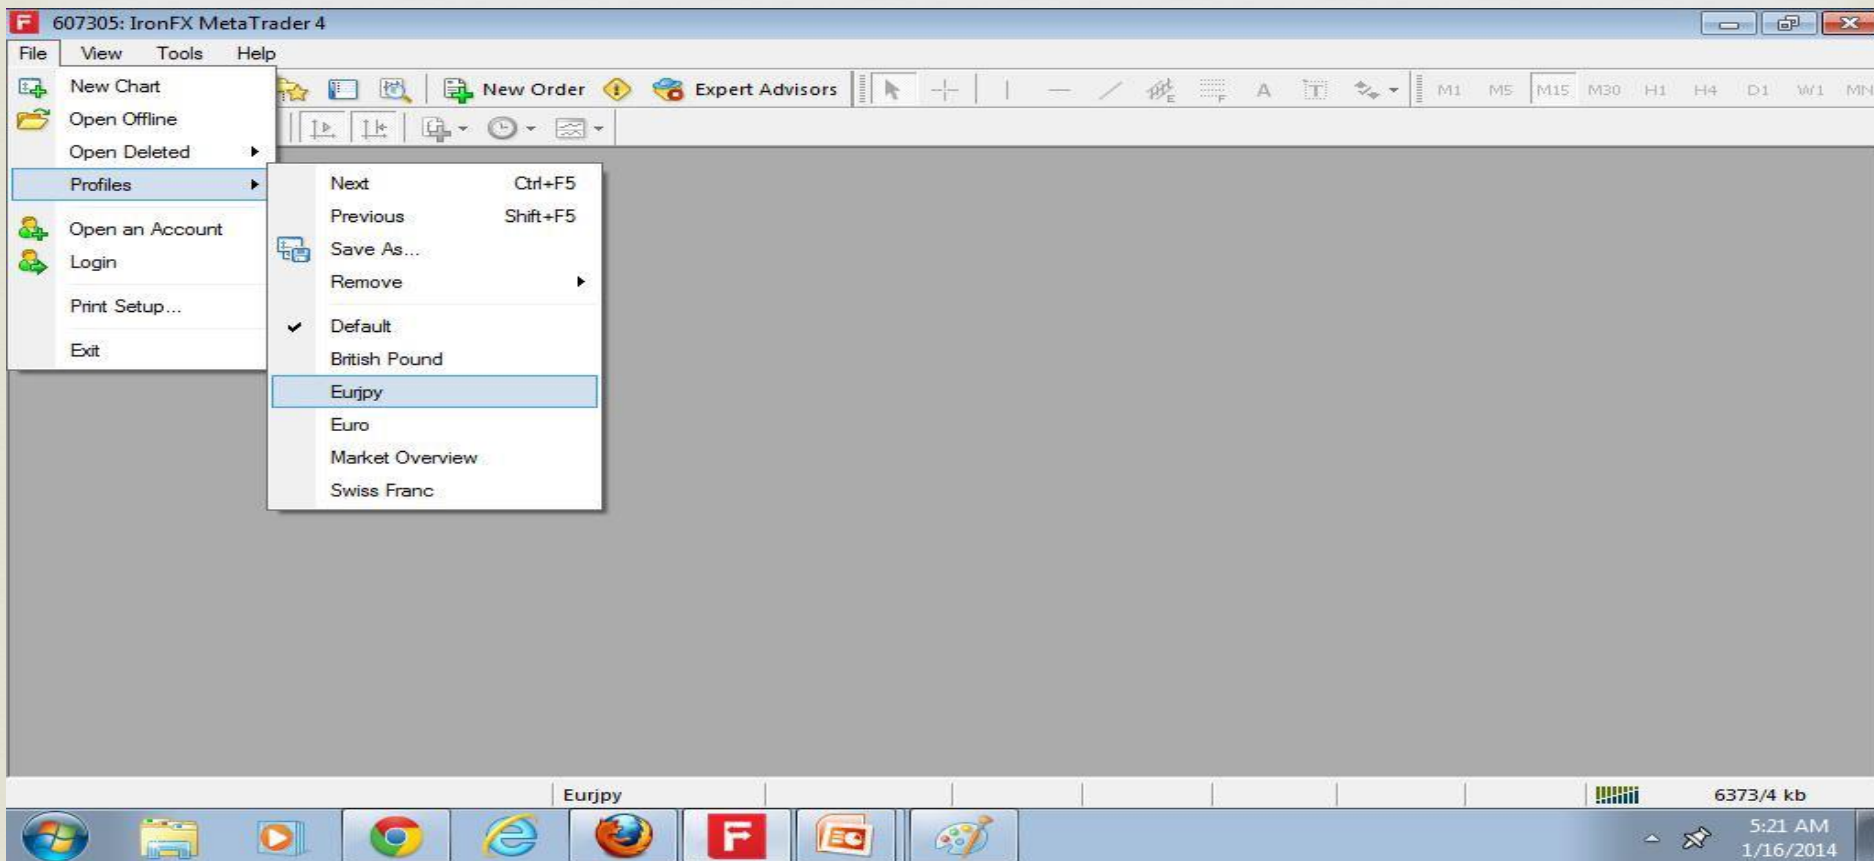 607305: IronFX MetaTrader 4
File View Tools Help
New Order Expert Advisors A T M1 M5 M15 M30 H1 H4 D1 W1 MN
New Chart
Open Offline
Open Deleted
Profiles
Open an Account
Login
Print Setup...
Exit
Next Ctrl+F5
Previous Shift+F5
Save As...
Remove
Default
British Pound
Eurjpy
Euro
Market Overview
Swiss Franc
Eurjpy 6373/4 kb
5:21 AM
1/16/2014